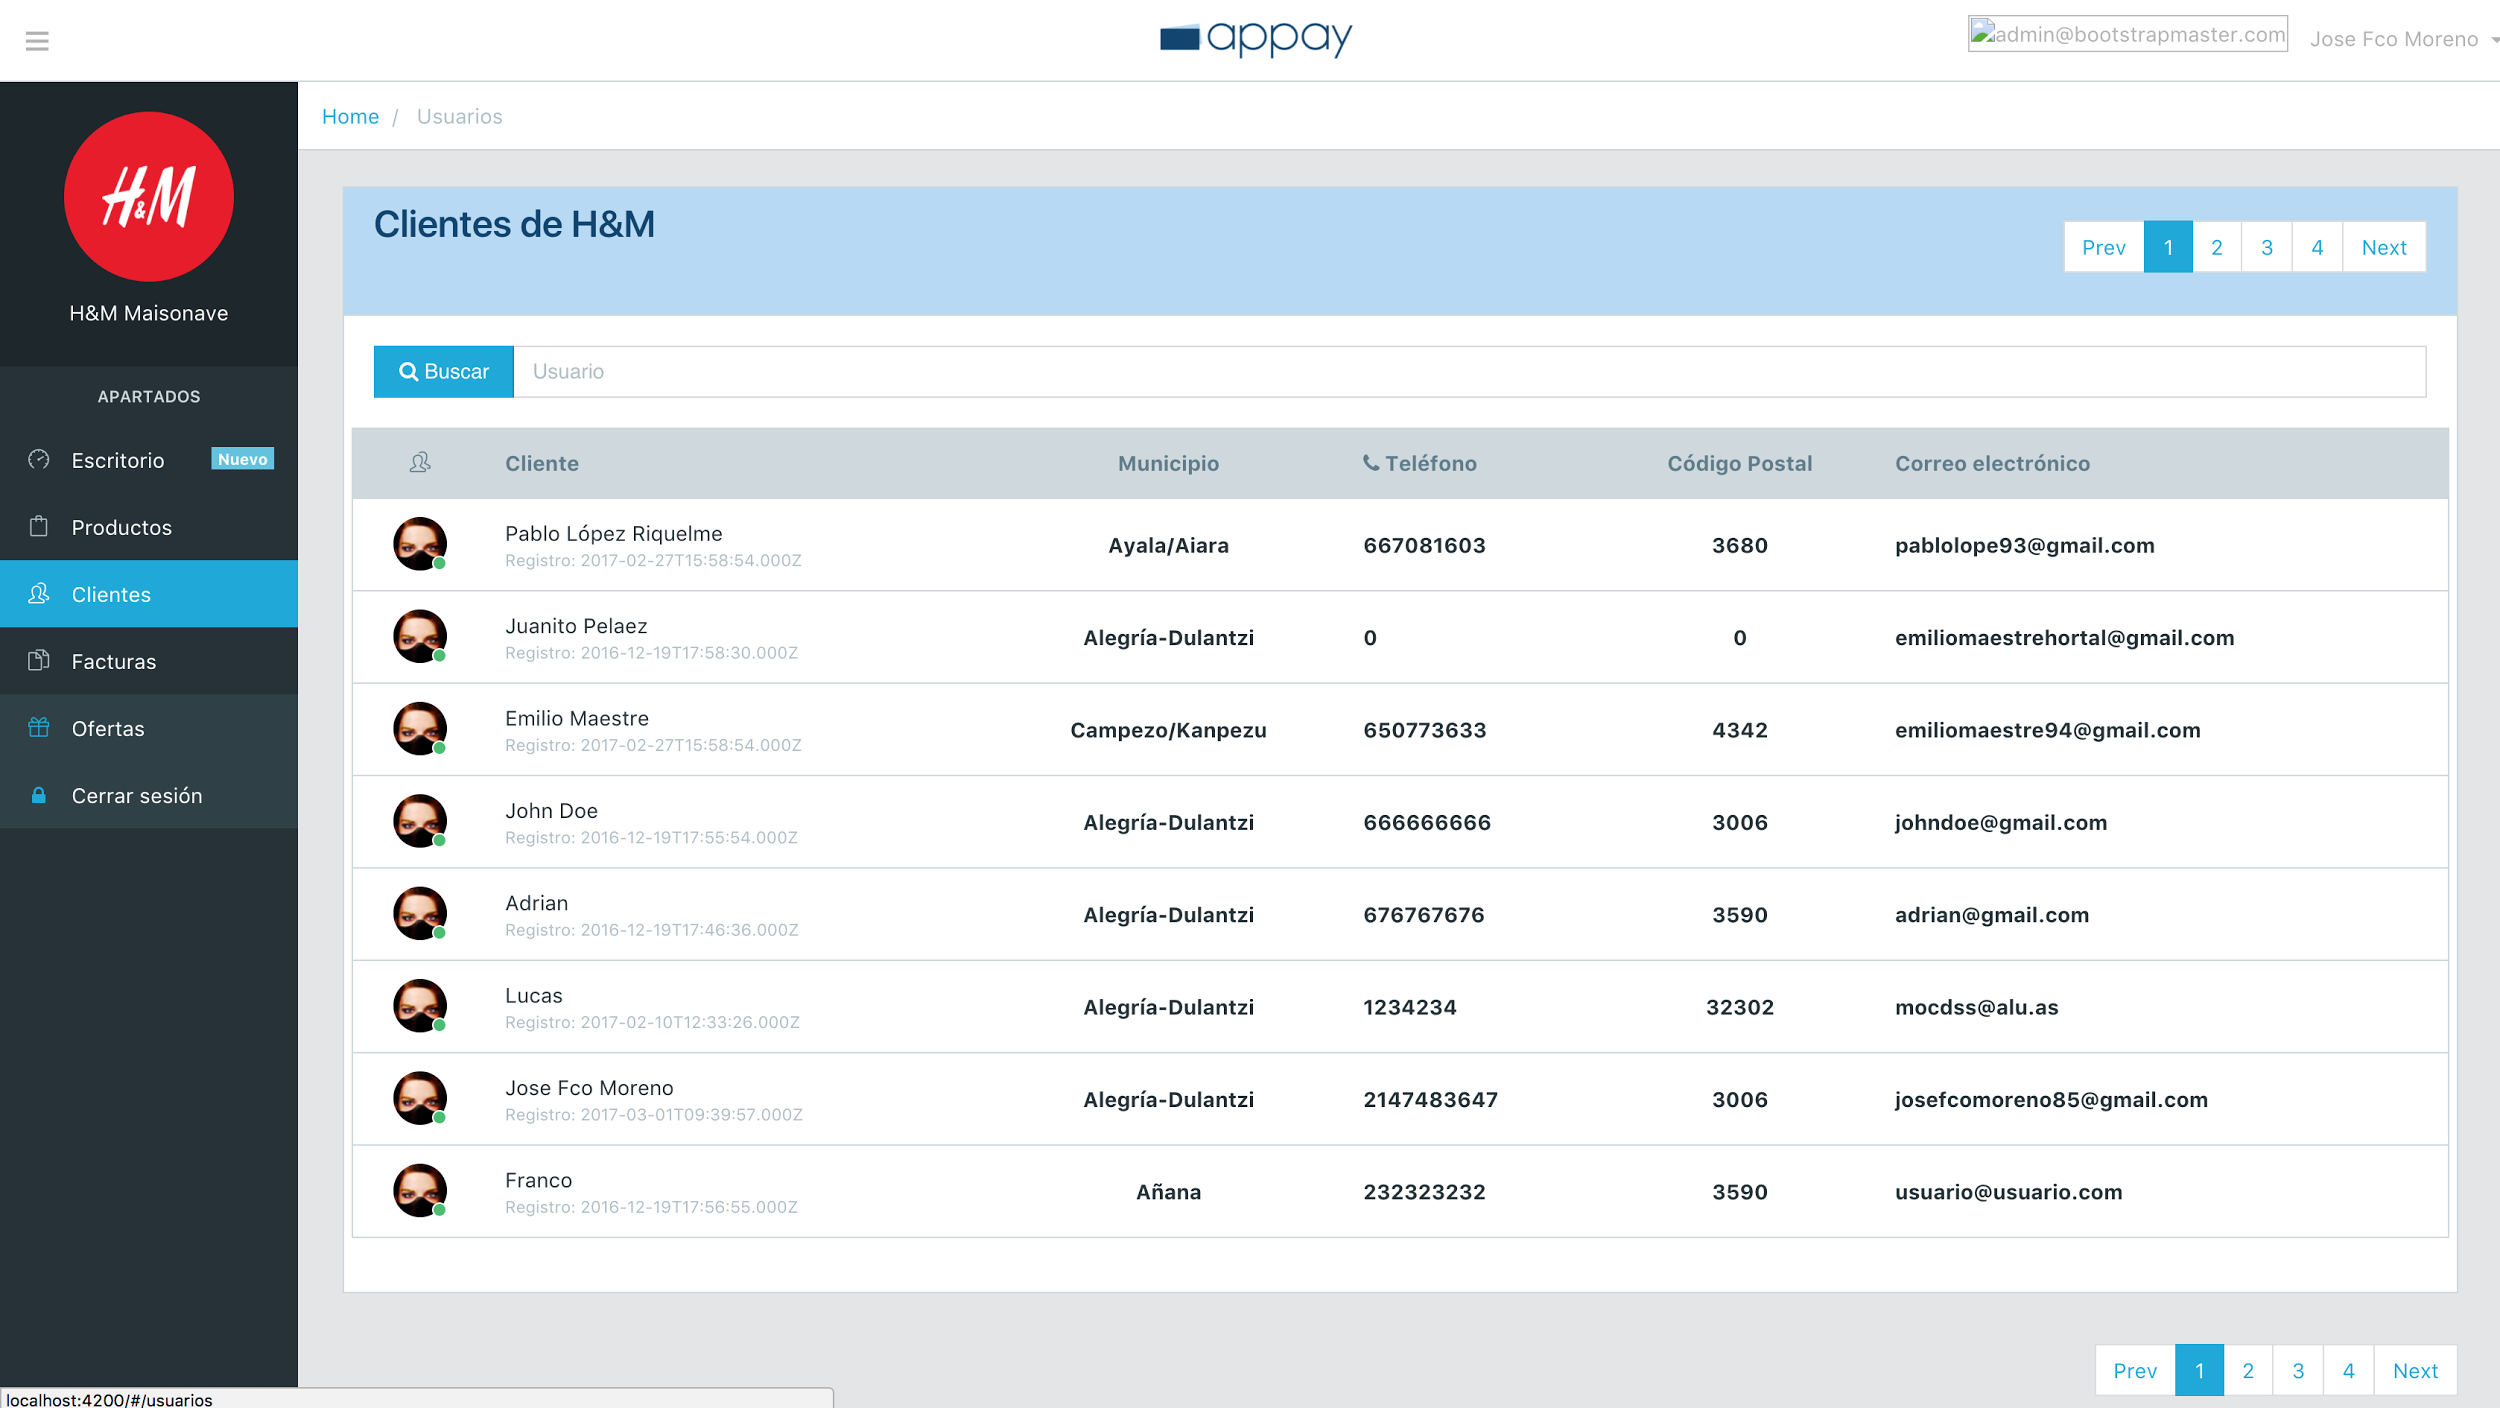 appay
admin@bootstrapmaster.com
Jose Fco Moreno
H&M
H&M Maisonave
APARTADOS
Escritorio Nuevo
Productos
Clientes
Facturas
Ofertas
Cerrar sesión
Home / Usuarios
Clientes de H&M
Prev 1 2 3 4 Next
Buscar Usuario
Cliente Municipio Teléfono Código Postal Correo electrónico
Pablo López Riquelme
Registro: 2017-02-27T15:58:54.000Z
Ayala/Aiara 667081603 3680 pablolope93@gmail.com
Juanito Pelaez
Registro: 2016-12-19T17:58:30.000Z
Alegría-Dulantzi 0 0 emiliomaestrehortal@gmail.com
Emilio Maestre
Registro: 2017-02-27T15:58:54.000Z
Campezo/Kanpezu 650773633 4342 emiliomaestre94@gmail.com
John Doe
Registro: 2016-12-19T17:55:54.000Z
Alegría-Dulantzi 666666666 3006 johndoe@gmail.com
Adrian
Registro: 2016-12-19T17:46:36.000Z
Alegría-Dulantzi 676767676 3590 adrian@gmail.com
Lucas
Registro: 2017-02-10T12:33:26.000Z
Alegría-Dulantzi 1234234 32302 mocdss@alu.as
Jose Fco Moreno
Registro: 2017-03-01T09:39:57.000Z
Alegría-Dulantzi 2147483647 3006 josefcomoreno85@gmail.com
Franco
Registro: 2016-12-19T17:56:55.000Z
Añana 232323232 3590 usuario@usuario.com
Prev 1 2 3 4 Next
localhost:4200/#/usuarios